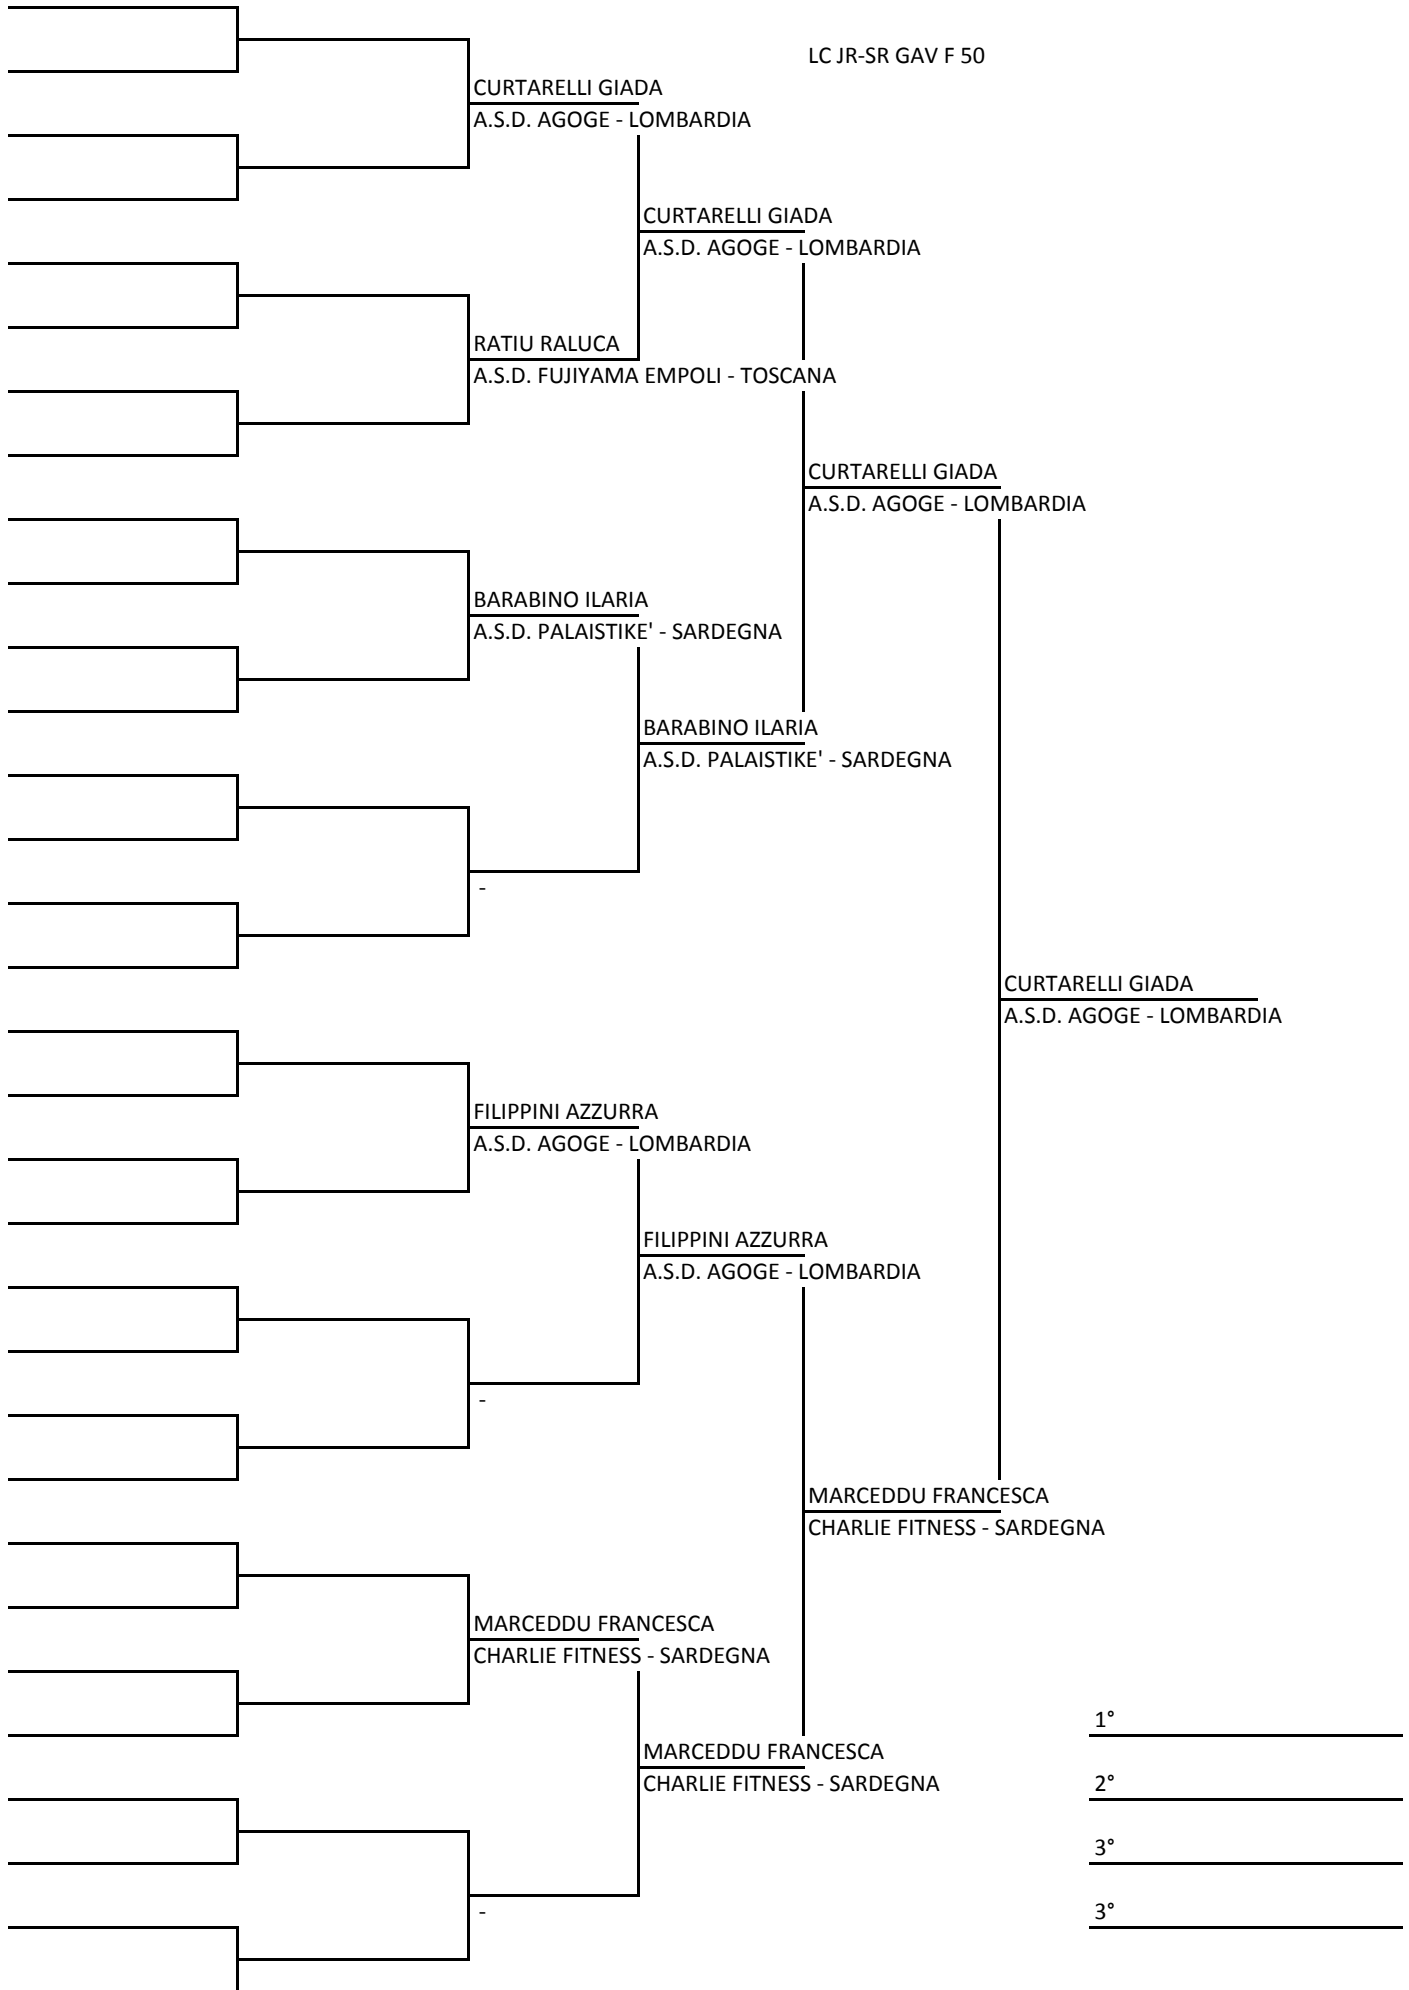 LC JR-SR GAV F 50
CURTARELLI GIADA
A.S.D. AGOGE - LOMBARDIA
CURTARELLI GIADA
A.S.D. AGOGE - LOMBARDIA
RATIU RALUCA
A.S.D. FUJIYAMA EMPOLI - TOSCANA
CURTARELLI GIADA
A.S.D. AGOGE - LOMBARDIA
BARABINO ILARIA
A.S.D. PALAISTIKE' - SARDEGNA
BARABINO ILARIA
A.S.D. PALAISTIKE' - SARDEGNA
-
CURTARELLI GIADA
A.S.D. AGOGE - LOMBARDIA
FILIPPINI AZZURRA
A.S.D. AGOGE - LOMBARDIA
FILIPPINI AZZURRA
A.S.D. AGOGE - LOMBARDIA
-
MARCEDDU FRANCESCA
CHARLIE FITNESS - SARDEGNA
MARCEDDU FRANCESCA
CHARLIE FITNESS - SARDEGNA
1°
MARCEDDU FRANCESCA
CHARLIE FITNESS - SARDEGNA
2°
3°
-
3°